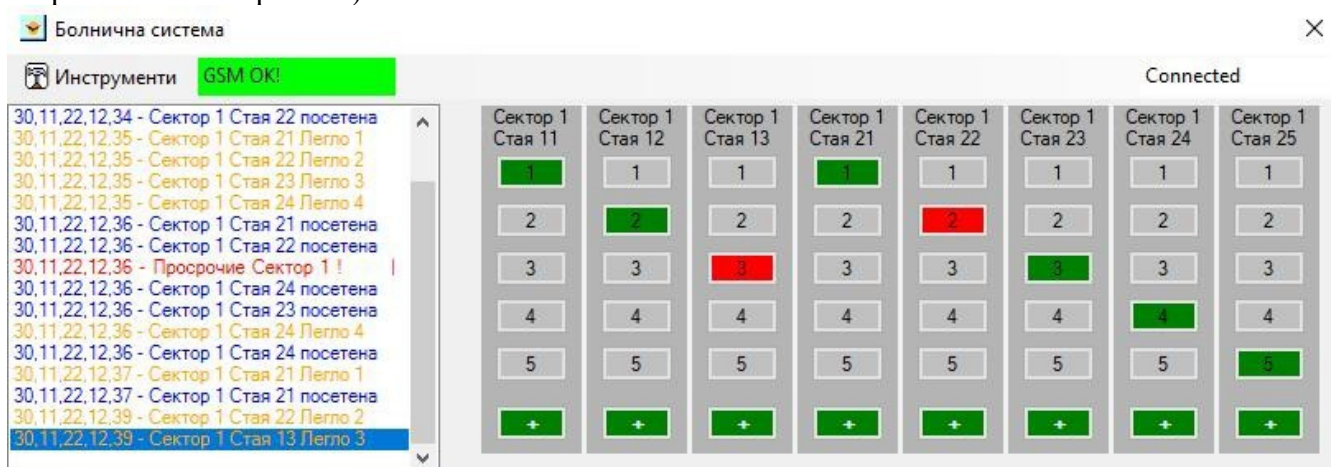 Болнична система
Инструменти GSM OK! Connected
30,11,22,12,34 - Сектор 1 Стая 22 посетена
30,11,22,12,35 - Сектор 1 Стая 21 Легло 1
30,11,22,12,35 - Сектор 1 Стая 22 Легло 2
30,11,22,12,35 - Сектор 1 Стая 23 Легло 3
30,11,22,12,35 - Сектор 1 Стая 24 Легло 4
30,11,22,12,36 - Сектор 1 Стая 21 посетена
30,11,22,12,36 - Сектор 1 Стая 22 посетена
30,11,22,12,36 - Просрочие Сектор 1 ! |
30,11,22,12,36 - Сектор 1 Стая 24 посетена
30,11,22,12,36 - Сектор 1 Стая 23 посетена
30,11,22,12,36 - Сектор 1 Стая 24 Легло 4
30,11,22,12,36 - Сектор 1 Стая 24 посетена
30,11,22,12,37 - Сектор 1 Стая 21 Легло 1
30,11,22,12,37 - Сектор 1 Стая 21 посетена
30,11,22,12,39 - Сектор 1 Стая 22 Легло 2
30,11,22,12,39 - Сектор 1 Стая 13 Легло 3
Сектор 1 Сектор 1 Сектор 1 Сектор 1 Сектор 1 Сектор 1 Сектор 1 Сектор 1
Стая 11 Стая 12 Стая 13 Стая 21 Стая 22 Стая 23 Стая 24 Стая 25
1 1 1 1 1 1 1 1
2 2 2 2 2 2 2 2
3 3 3 3 3 3 3 3
4 4 4 4 4 4 4 4
5 5 5 5 5 5 5 5
+ + + + + + + +